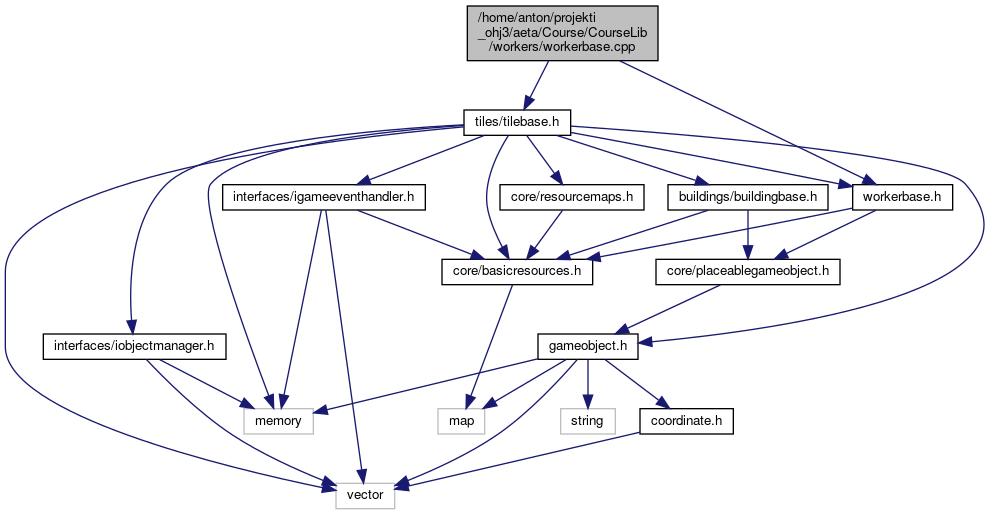 /home/anton/projekti
_ohj3/aeta/Course/CourseLib
/workers/workerbase.cpp
tiles/tilebase.h
interfaces/igameeventhandler.h
core/resourcemaps.h
buildings/buildingbase.h
workerbase.h
core/basicresources.h
core/placeablegameobject.h
interfaces/iobjectmanager.h
gameobject.h
memory
map
string
coordinate.h
vector